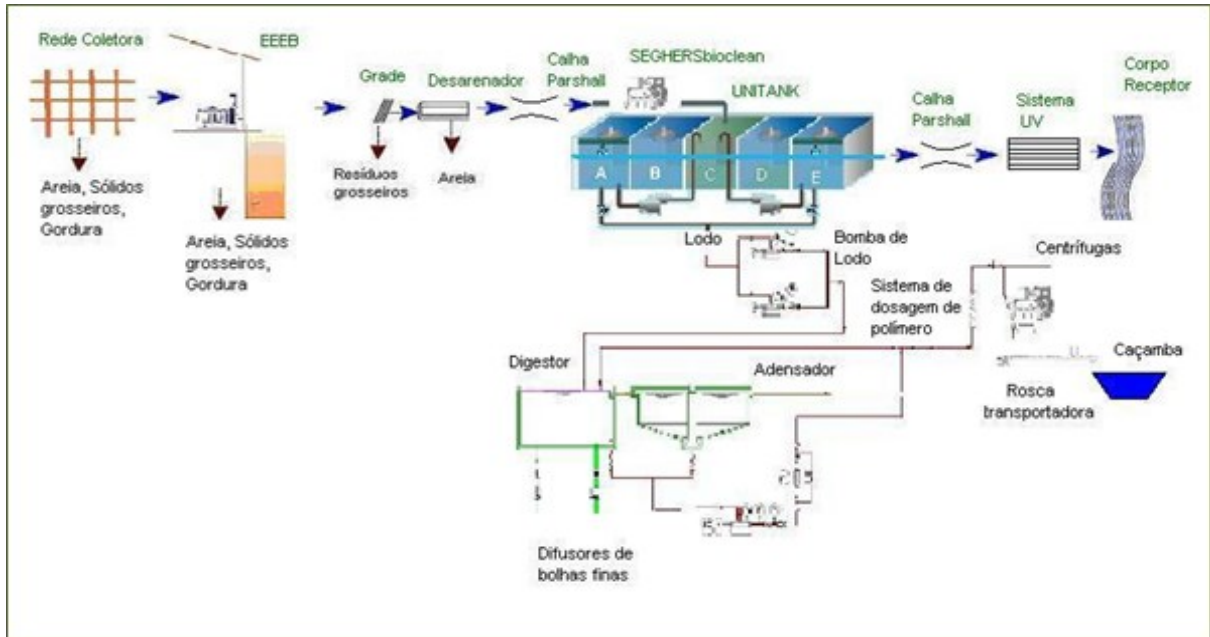 Rede Coletora
EEEB
Grade
Desarenador
Calha
Parshall
SEGHERSbioclean
UNITANK
Calha
Parshall
Sistema
UV
Corpo
Receptor
A
B
C
D
E
Areia, Sólidos
grosseiros,
Gordura
Areia, Sólidos
grosseiros,
Gordura
Resíduos
grosseiros
Areia
Lodo
Bomba de
Lodo
Centrífugas
Sistema de
dosagem de
polímero
Digestor
Adensador
Caçamba
Rosca
transportadora
Difusores de
bolhas finas